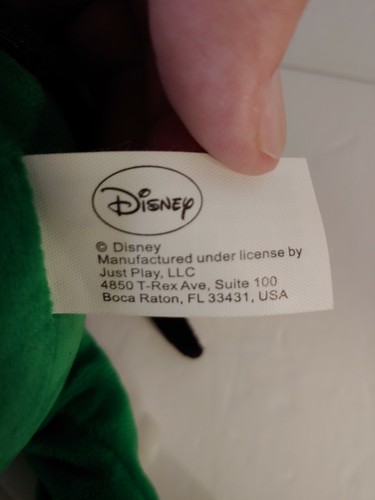 Disney
© Disney
Manufactured under license by
Just Play, LLC
4850 T-Rex Ave, Suite 100
Boca Raton, FL 33431, USA